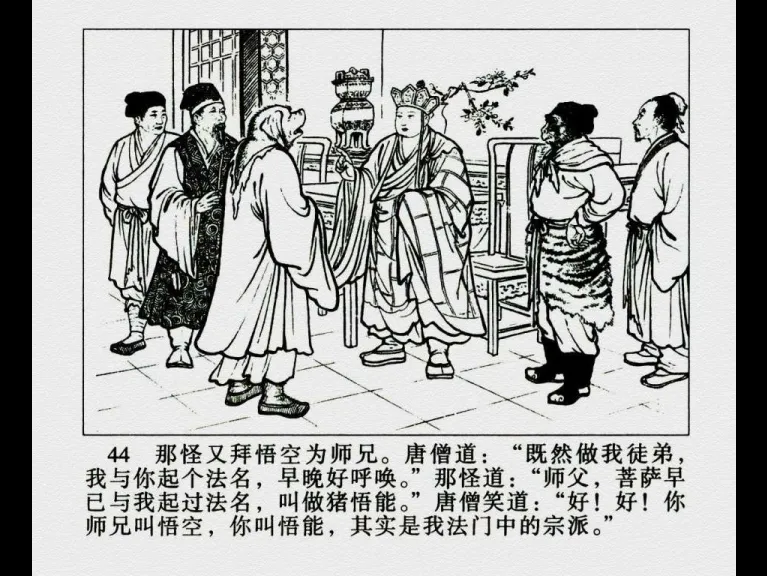 44 那怪又拜悟空为师兄。唐僧道：“既然做我徒弟，
我与你起个法名，早晚好呼唤。”那怪道：“师父，菩萨早
已与我起过法名，叫做猪悟能。”唐僧笑道：“好！好！你
师兄叫悟空，你叫悟能，其实是我法门中的宗派。”